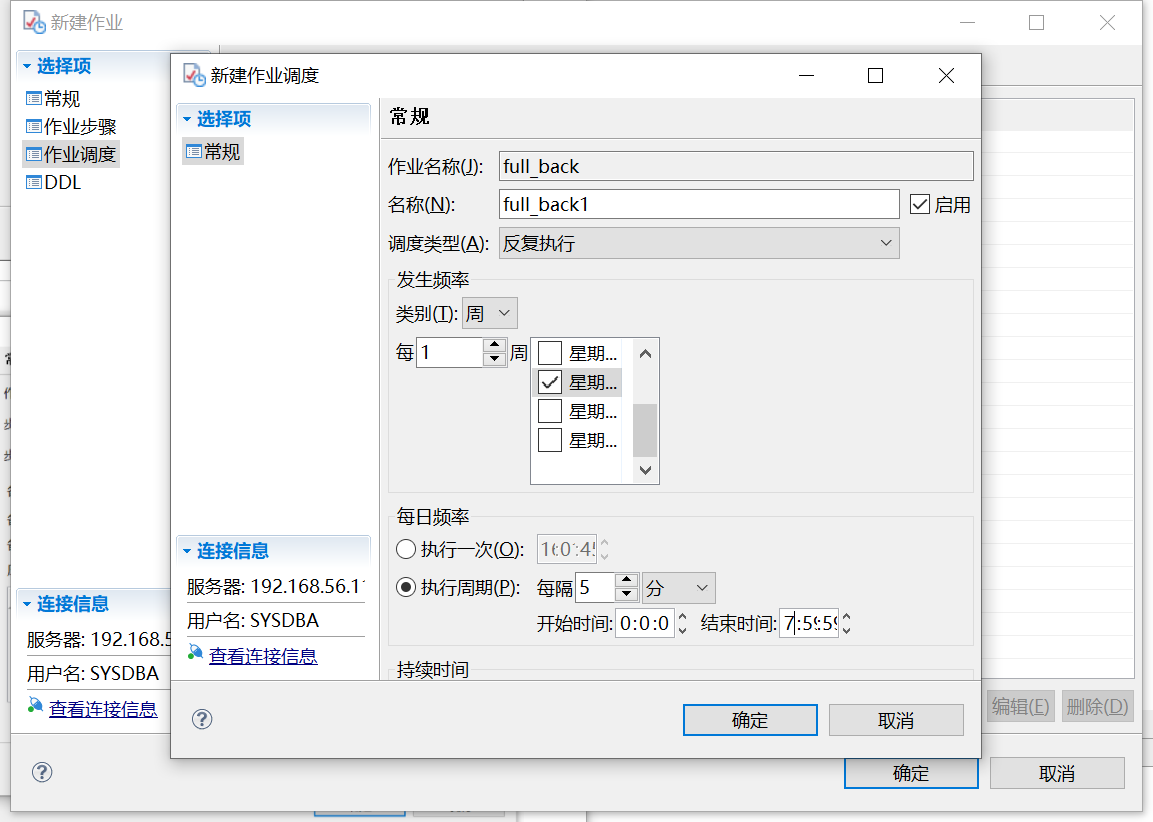 新建作业
选择项
常规
作业步骤
作业调度
DDL
连接信息
服务器: 192.168.5
用户名: SYSDBA
查看连接信息
新建作业调度
选择项
常规
连接信息
服务器: 192.168.56.1
用户名: SYSDBA
查看连接信息
常规
作业名称(J): full_back
名称(N): full_back1 启用
调度类型(A): 反复执行
发生频率
类别(T): 周
每 1 周
星期...
星期...
星期...
星期...
每日频率
执行一次(O):
执行周期(P): 每隔 5 分
开始时间: 0:0:0 结束时间: 7:59:59
持续时间
确定 取消
编辑(E) 删除(D)
确定 取消